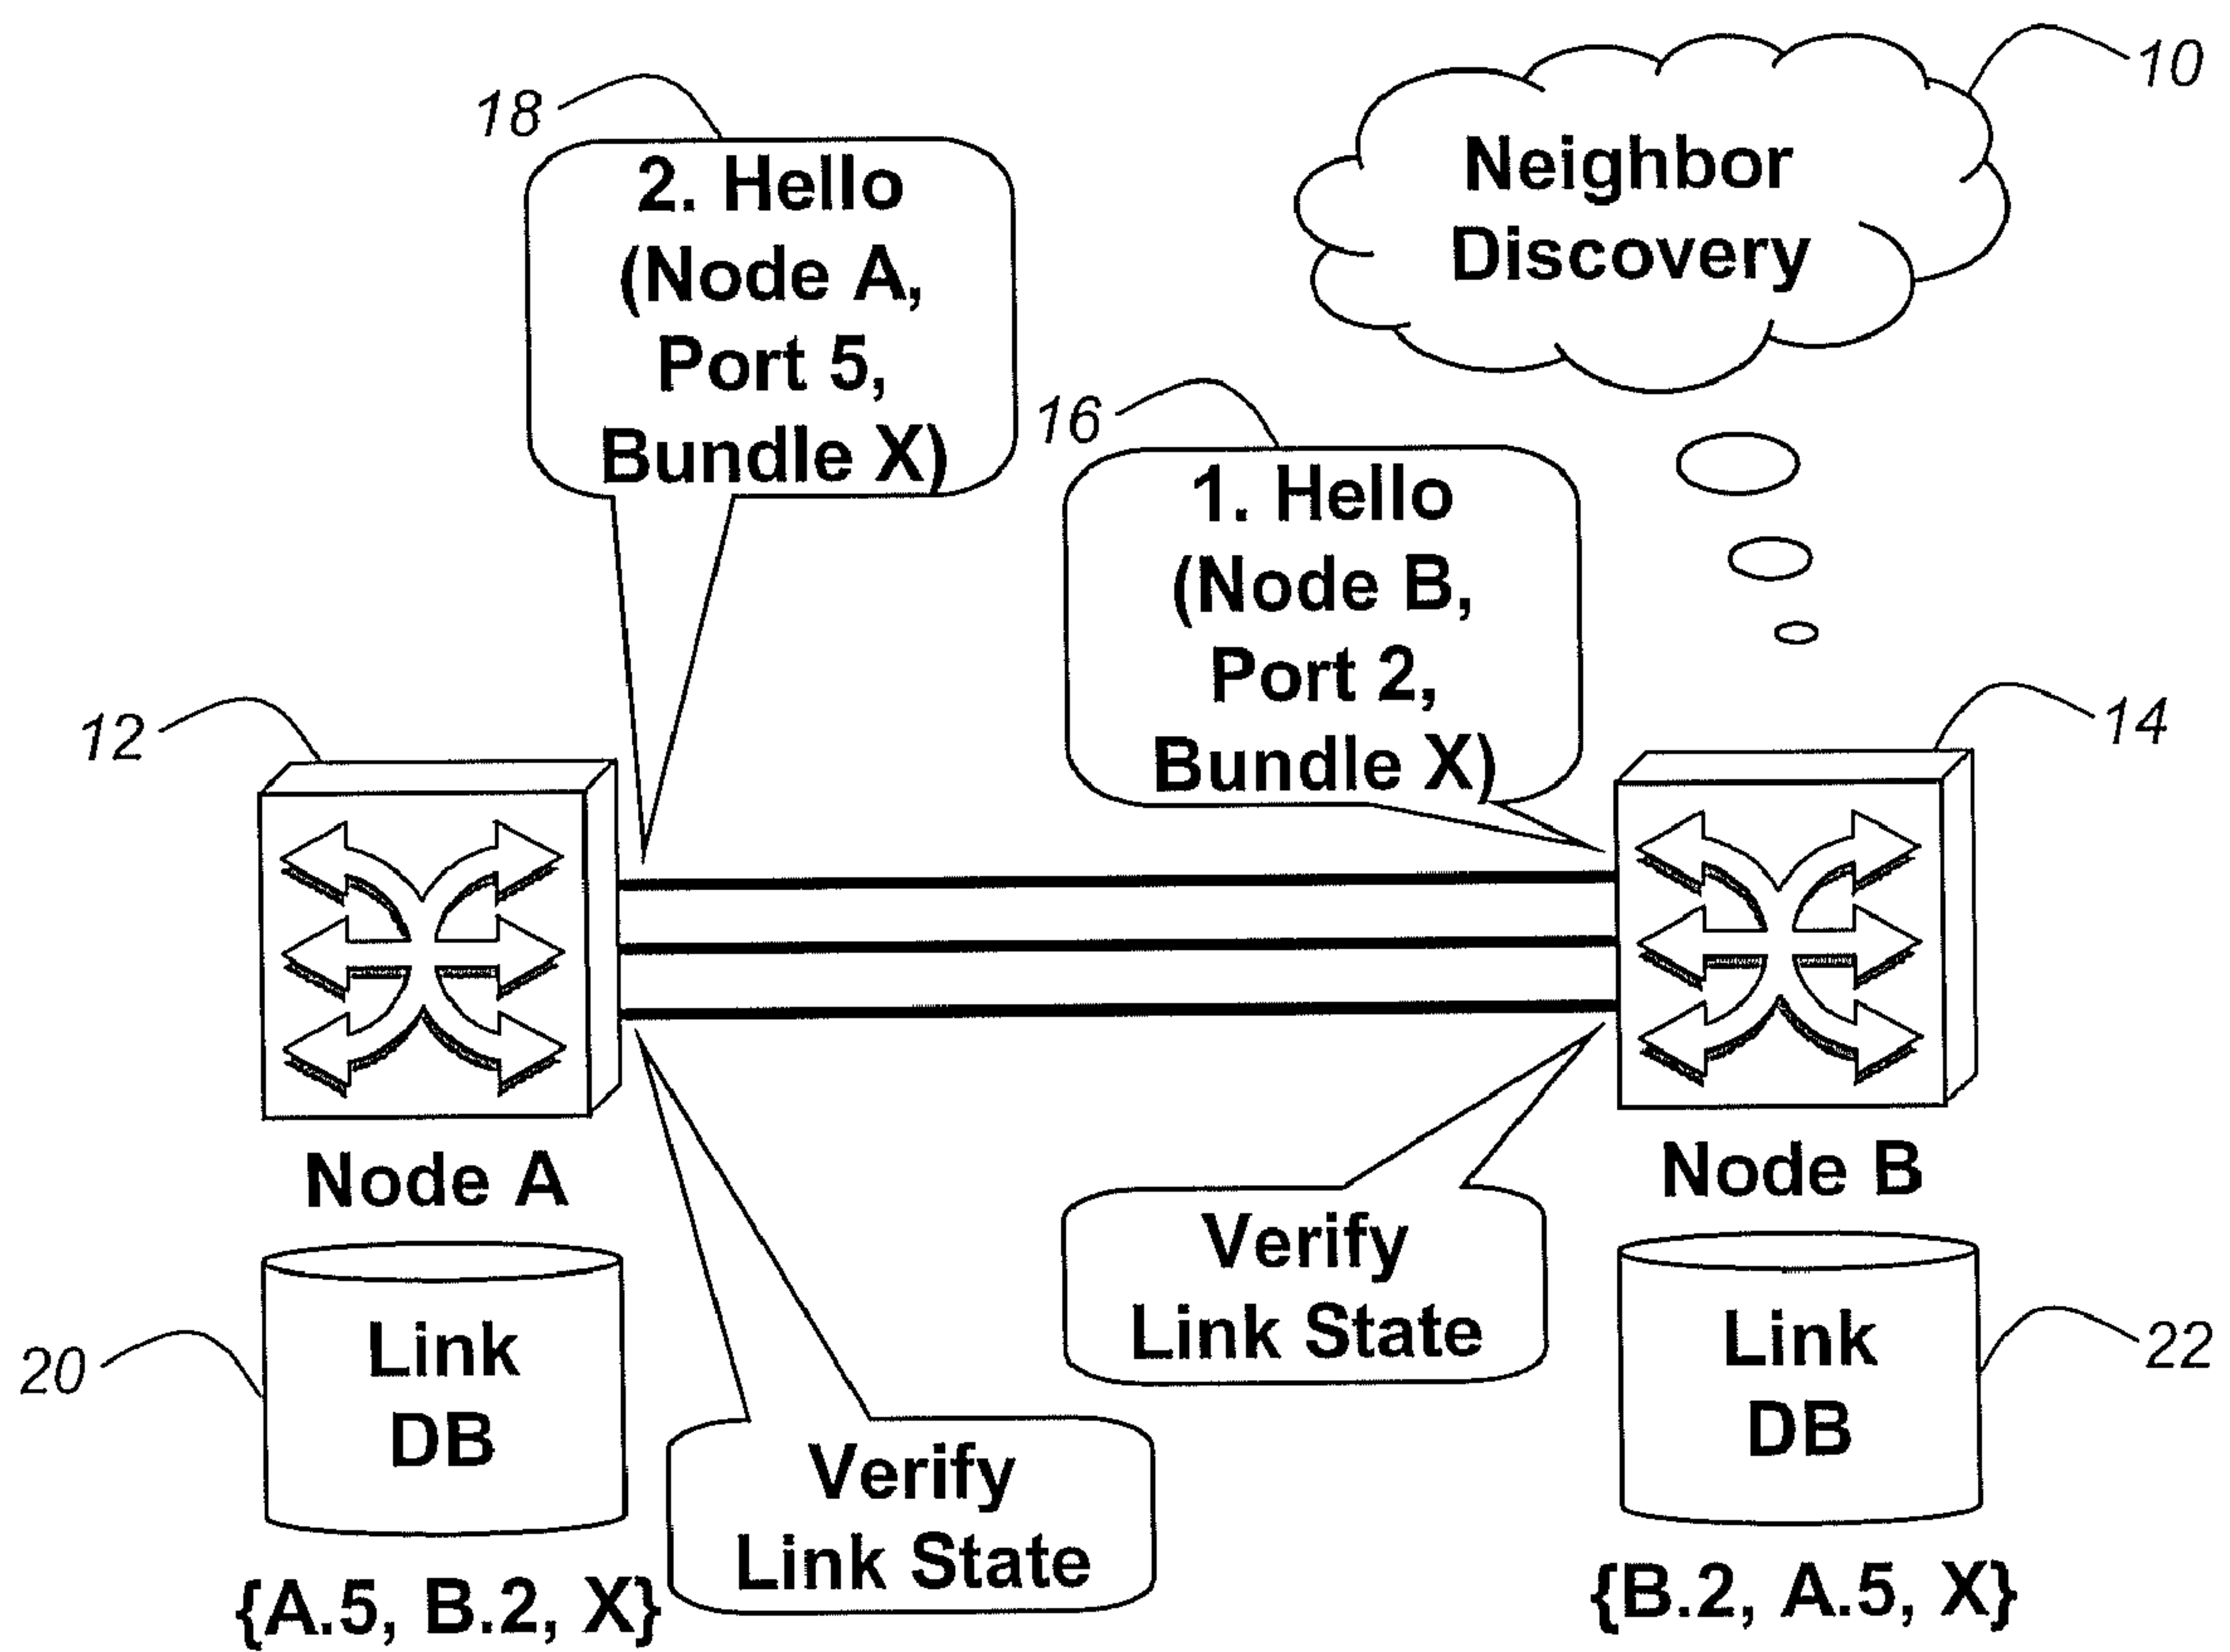 10
Neighbor
Discovery
18
2. Hello
(Node A,
Port 5,
Bundle X)
16
1. Hello
(Node B,
Port 2,
Bundle X)
12
14
Node A
Node B
Verify
Link State
20
Link
DB
22
Link
DB
Verify
Link State
{A.5, B.2, X}
{B.2, A.5, X}